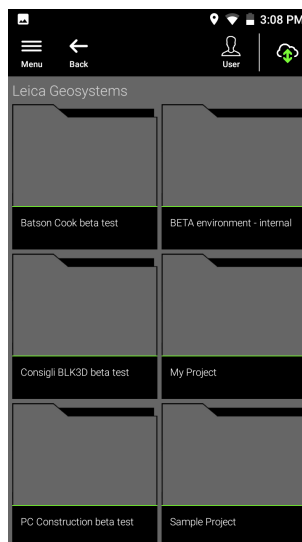 3:08 PM
Menu
Back
User
Leica Geosystems
Batson Cook beta test
BETA environment - internal
Consigli BLK3D beta test
My Project
PC Construction beta test
Sample Project